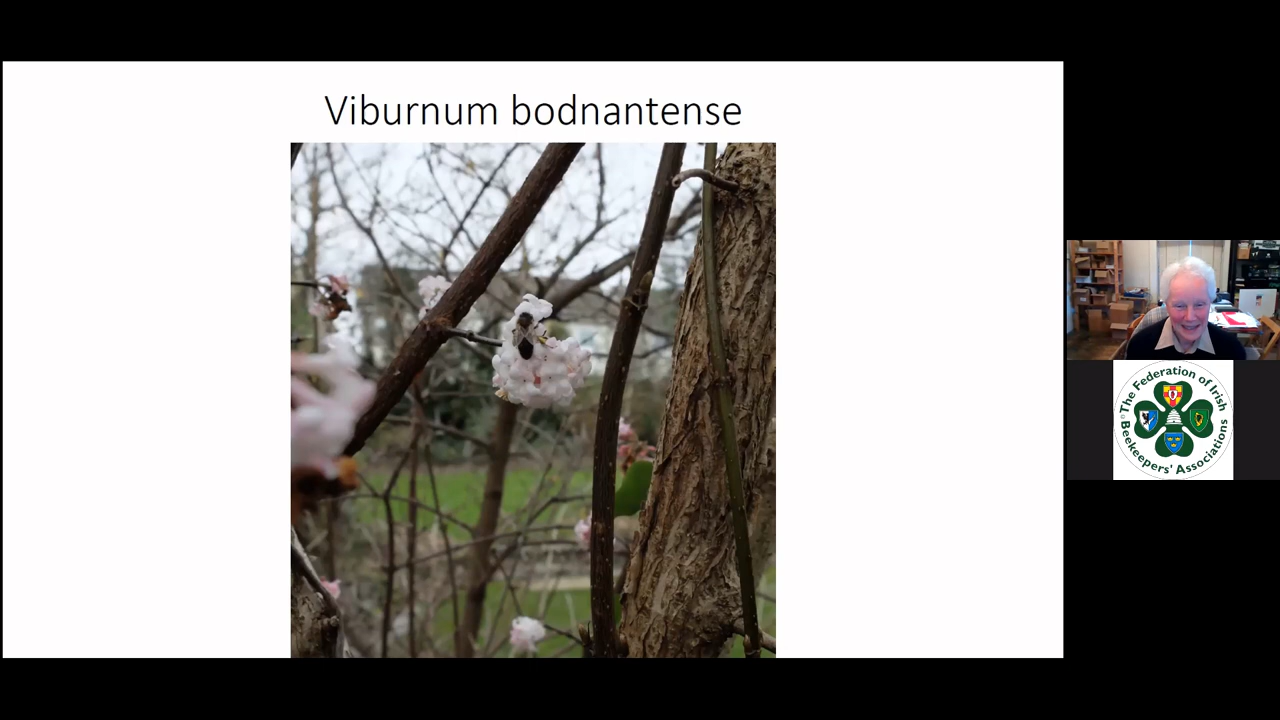 Viburnum bodnantense
The Federation of Irish
Beekeepers' Associations